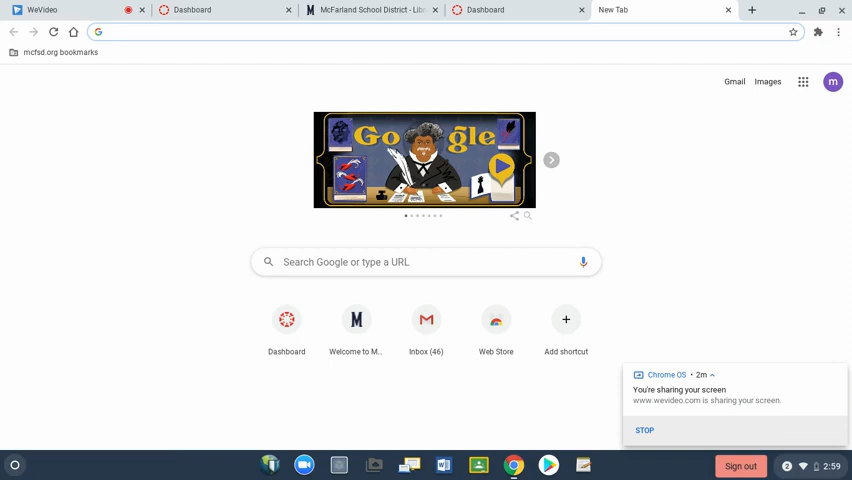 WeVideo
Dashboard
McFarland School District - Libr
Dashboard
New Tab
mcfsd.org bookmarks
Gmail
Images
m
Google
Search Google or type a URL
Dashboard
Welcome to M...
Inbox (46)
Web Store
Add shortcut
Chrome OS • 2m
You're sharing your screen
www.wevideo.com is sharing your screen.
STOP
Sign out
2
2:59